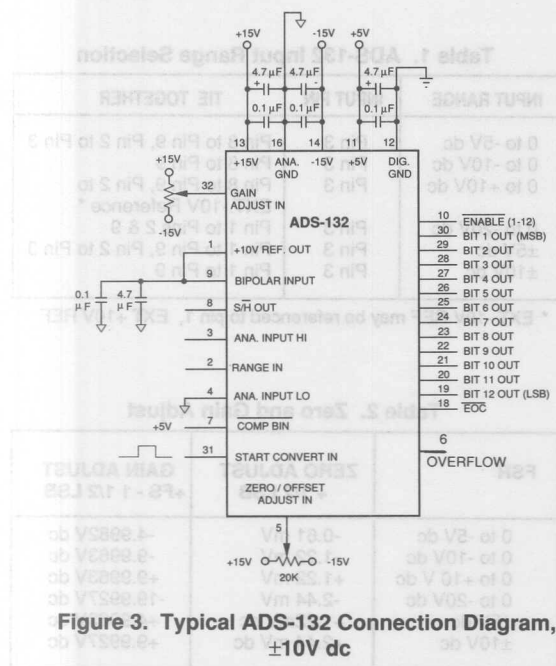 +15V -15V +5V
4.7 µF 4.7 µF 4.7 µF
+ - +
0.1 µF 0.1 µF 0.1 µF
13 16 14 11 12
+15V ANA. GND -15V +5V DIG. GND
+15V
32 GAIN ADJUST IN
-15V
ADS-132
+10V REF. OUT
9 BIPOLAR INPUT
0.1 µF 4.7 µF
8 S/H OUT
3 ANA. INPUT HI
2 RANGE IN
4 ANA. INPUT LO
+5V 7 COMP BIN
31 START CONVERT IN
ZERO / OFFSET
ADJUST IN
10 ENABLE (1-12)
30 BIT 1 OUT (MSB)
29 BIT 2 OUT
28 BIT 3 OUT
27 BIT 4 OUT
26 BIT 5 OUT
25 BIT 6 OUT
24 BIT 7 OUT
23 BIT 8 OUT
22 BIT 9 OUT
21 BIT 10 OUT
20 BIT 11 OUT
19 BIT 12 OUT (LSB)
18 EOC
6
OVERFLOW
5
+15V -15V
20K
Figure 3. Typical ADS-132 Connection Diagram,
±10V dc